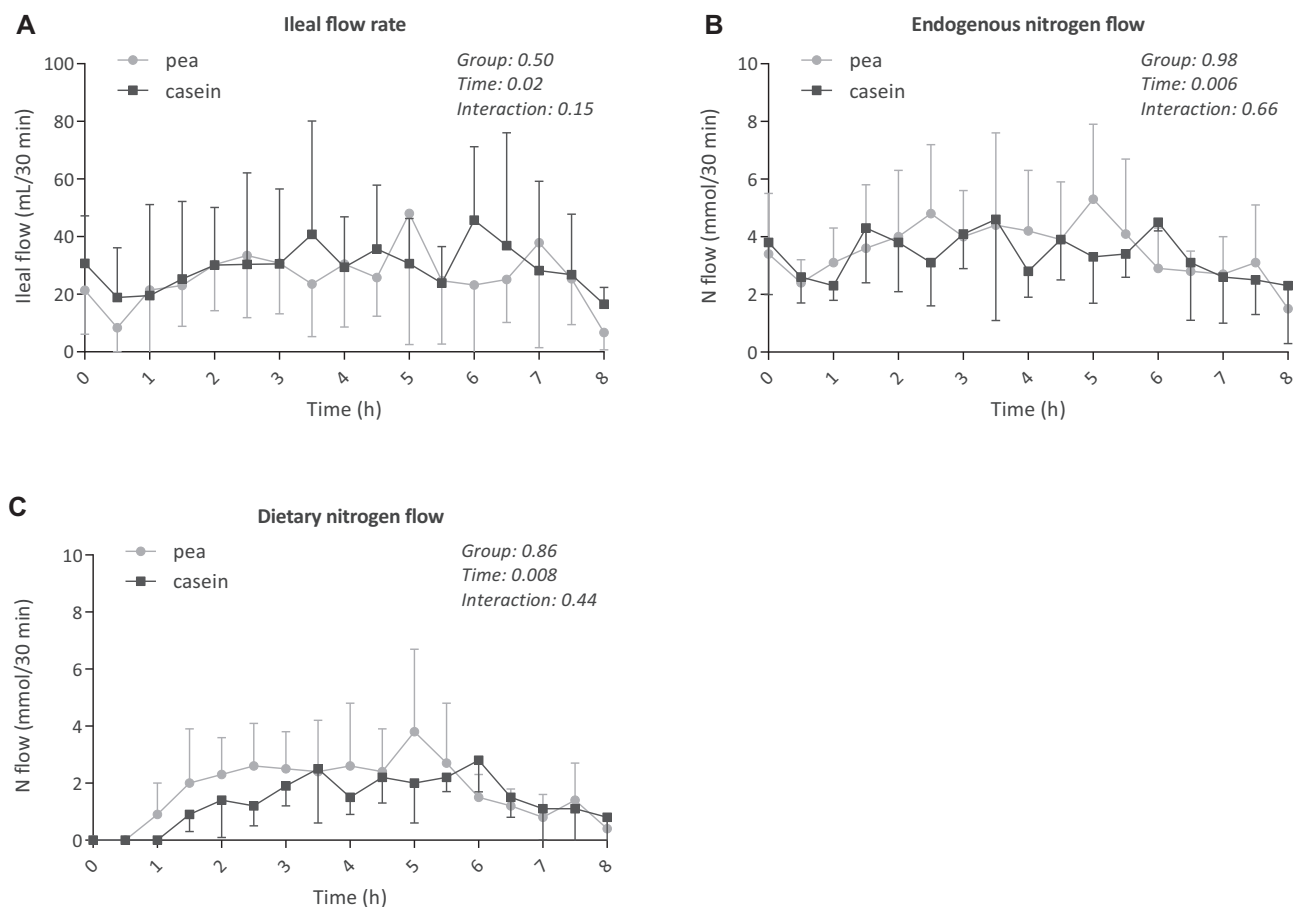 A
Ileal flow rate
pea
casein
Group: 0.50
Time: 0.02
Interaction: 0.15
100
80
60
40
20
0
Ileal flow (mL/30 min)
0 1 2 3 4 5 6 7 8
Time (h)
B
Endogenous nitrogen flow
pea
casein
Group: 0.98
Time: 0.006
Interaction: 0.66
10
8
6
4
2
0
N flow (mmol/30 min)
0 1 2 3 4 5 6 7 8
Time (h)
C
Dietary nitrogen flow
pea
casein
Group: 0.86
Time: 0.008
Interaction: 0.44
10
8
6
4
2
0
N flow (mmol/30 min)
0 1 2 3 4 5 6 7 8
Time (h)